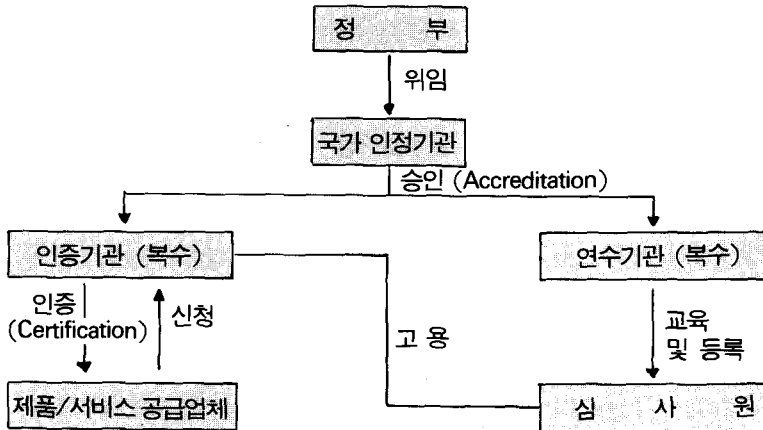 정 부
위임
국가 인정기관
승인 (Accreditation)
인증기관 (복수)
연수기관 (복수)
인증
(Certification)
신청
고 용
교육
및 등록
제품/서비스 공급업체
심 사 원